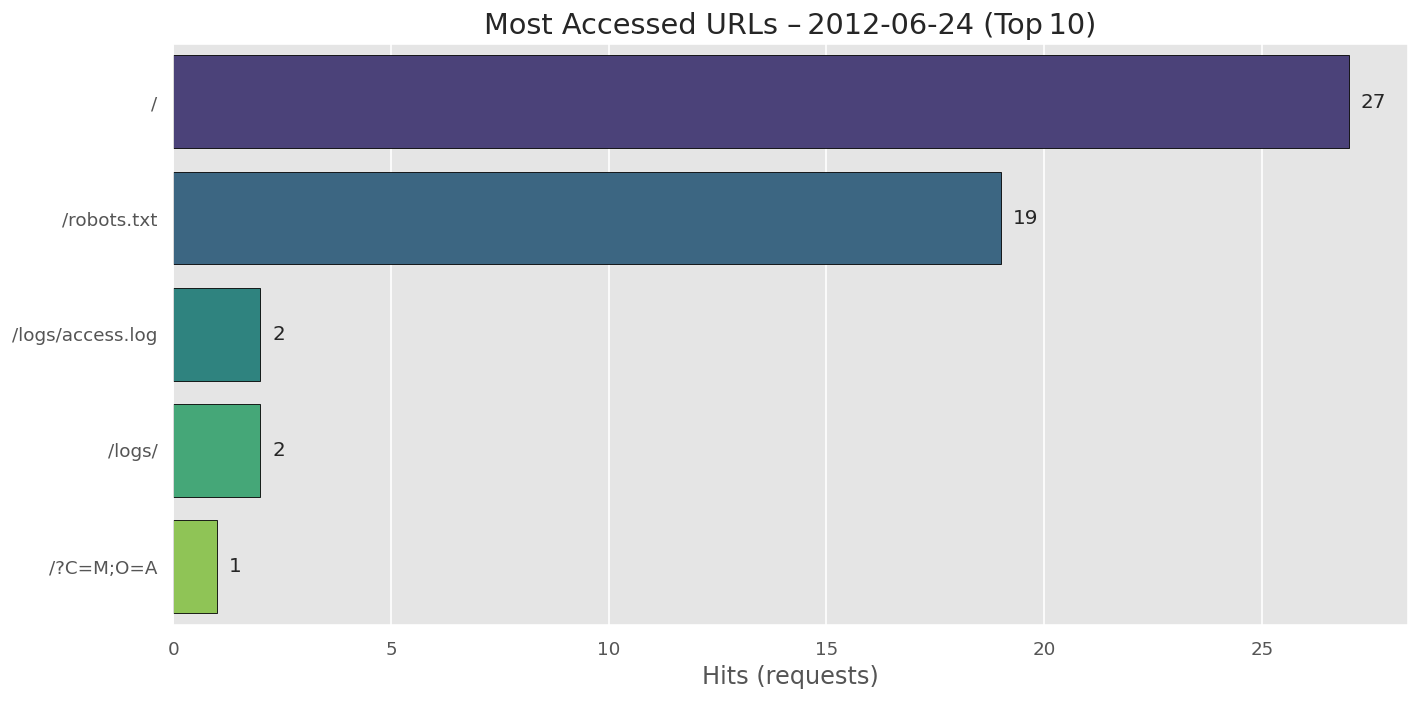 Most Accessed URLs – 2012-06-24 (Top 10)
/
27
/robots.txt
19
/logs/access.log
2
/logs/
2
/?C=M;O=A
1
0 5 10 15 20 25
Hits (requests)